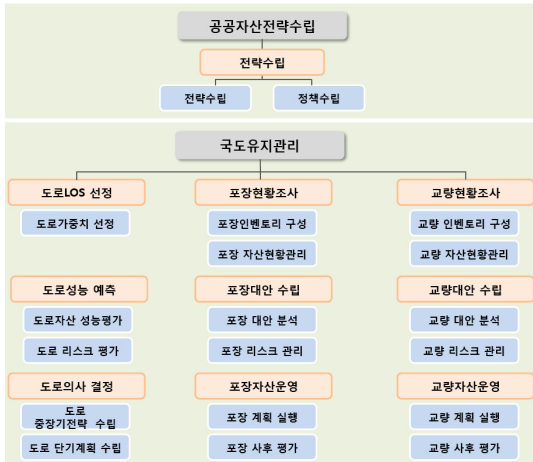 공공자산전략수립
전략수립
전략수립 정책수립
국도유지관리
도로LOS 선정 포장현황조사 교량현황조사
도로가중치 선정 포장인벤토리 구성 교량 인벤토리 구성
포장 자산현황관리 교량 자산현황관리
도로성능 예측 포장대안 수립 교량대안 수립
도로자산 성능평가 포장 대안 분석 교량 대안 분석
도로 리스크 평가 포장 리스크 관리 교량 리스크 관리
도로의사 결정 포장자산운영 교량자산운영
도로
중장기전략 수립 포장 계획 실행 교량 계획 실행
도로 단기계획 수립 포장 사후 평가 교량 사후 평가